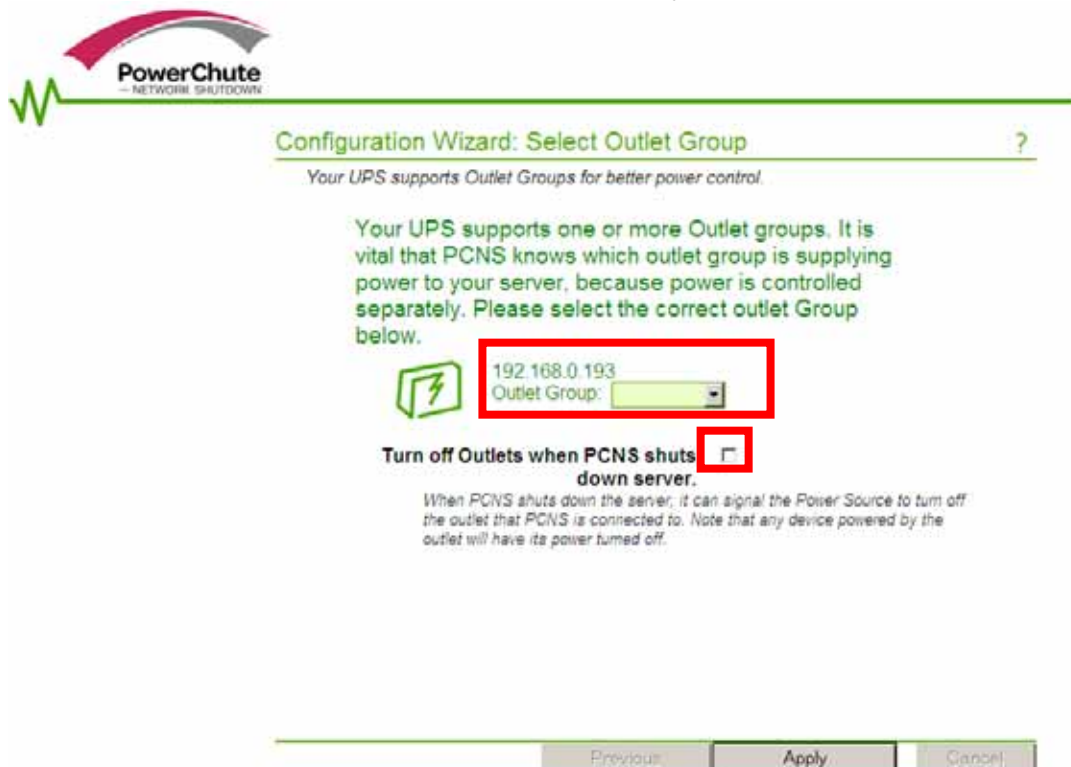 PowerChute
— NETWORK SHUTDOWN
Configuration Wizard: Select Outlet Group ?
Your UPS supports Outlet Groups for better power control.
Your UPS supports one or more Outlet groups. It is
vital that PCNS knows which outlet group is supplying
power to your server, because power is controlled
separately. Please select the correct outlet Group
below.
192.168.0.193
Outlet Group:
Turn off Outlets when PCNS shuts
down server.
When PCNS shuts down the server, it can signal the Power Source to turn off
the outlet that PCNS is connected to. Note that any device powered by the
outlet will have its power turned off.
Previous Apply Cancel